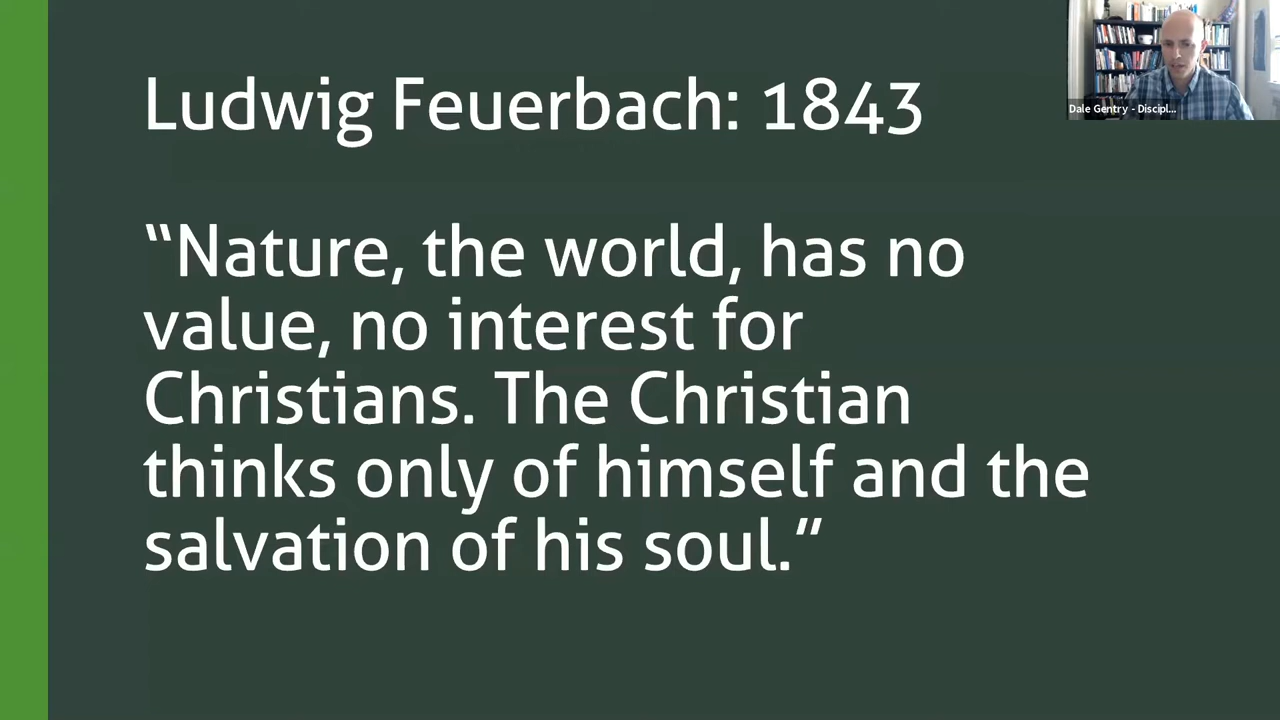 Ludwig Feuerbach: 1843
“Nature, the world, has no
value, no interest for
Christians. The Christian
thinks only of himself and the
salvation of his soul.”
Dale Gentry - Discipl...